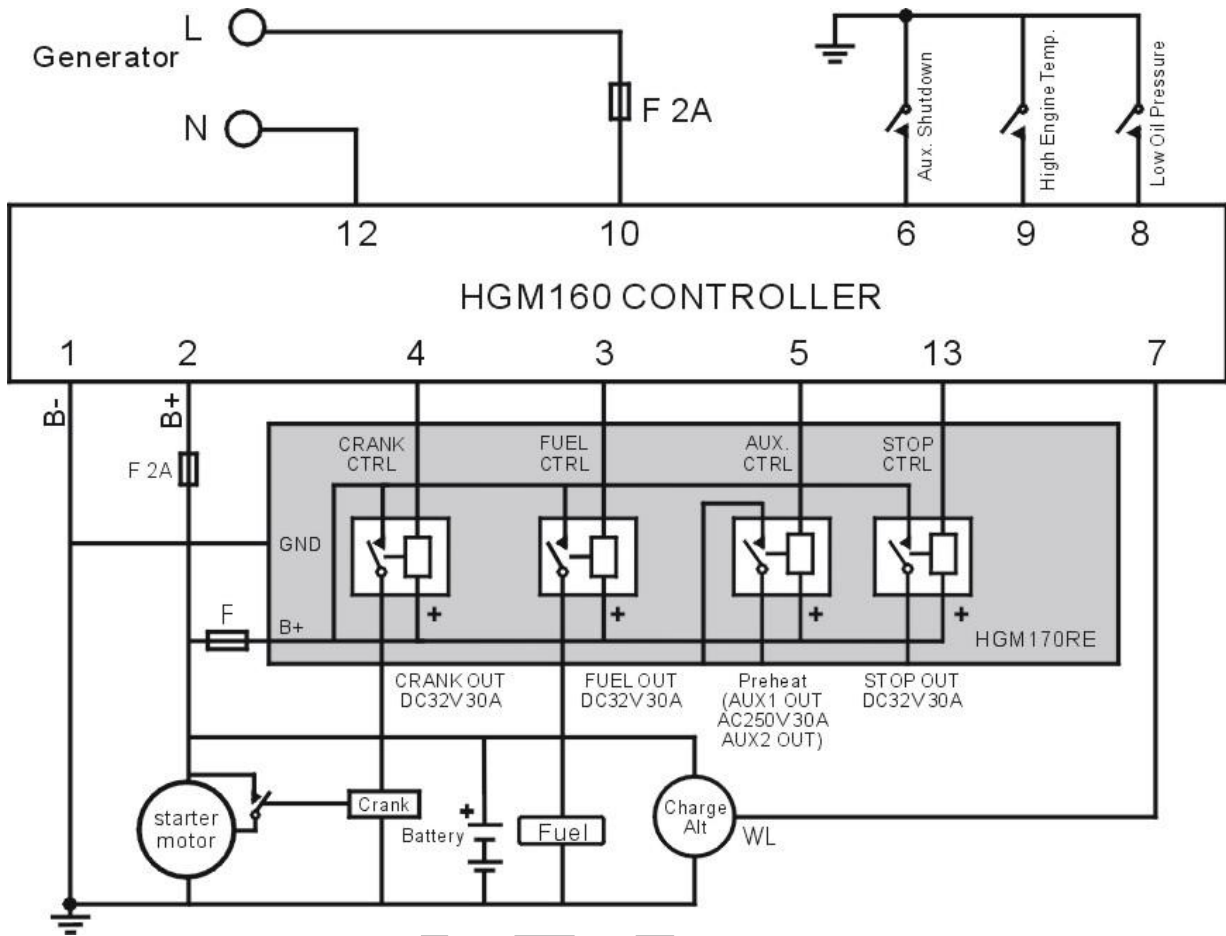 L
Generator
N
F 2A
Aux. Shutdown
High Engine Temp.
Low Oil Pressure
12 10 6 9 8
HGM160 CONTROLLER
1 2 4 3 5 13 7
B-
B+
F 2A
CRANK
CTRL
FUEL
CTRL
AUX.
CTRL
STOP
CTRL
GND
F
B+
+
+
+
+
HGM170RE
CRANK OUT
DC32V30A
FUEL OUT
DC32V30A
Preheat
(AUX1 OUT
AC250V30A
AUX2 OUT)
STOP OUT
DC32V30A
starter
motor
Crank
+
Battery
Fuel
Charge
Alt
WL